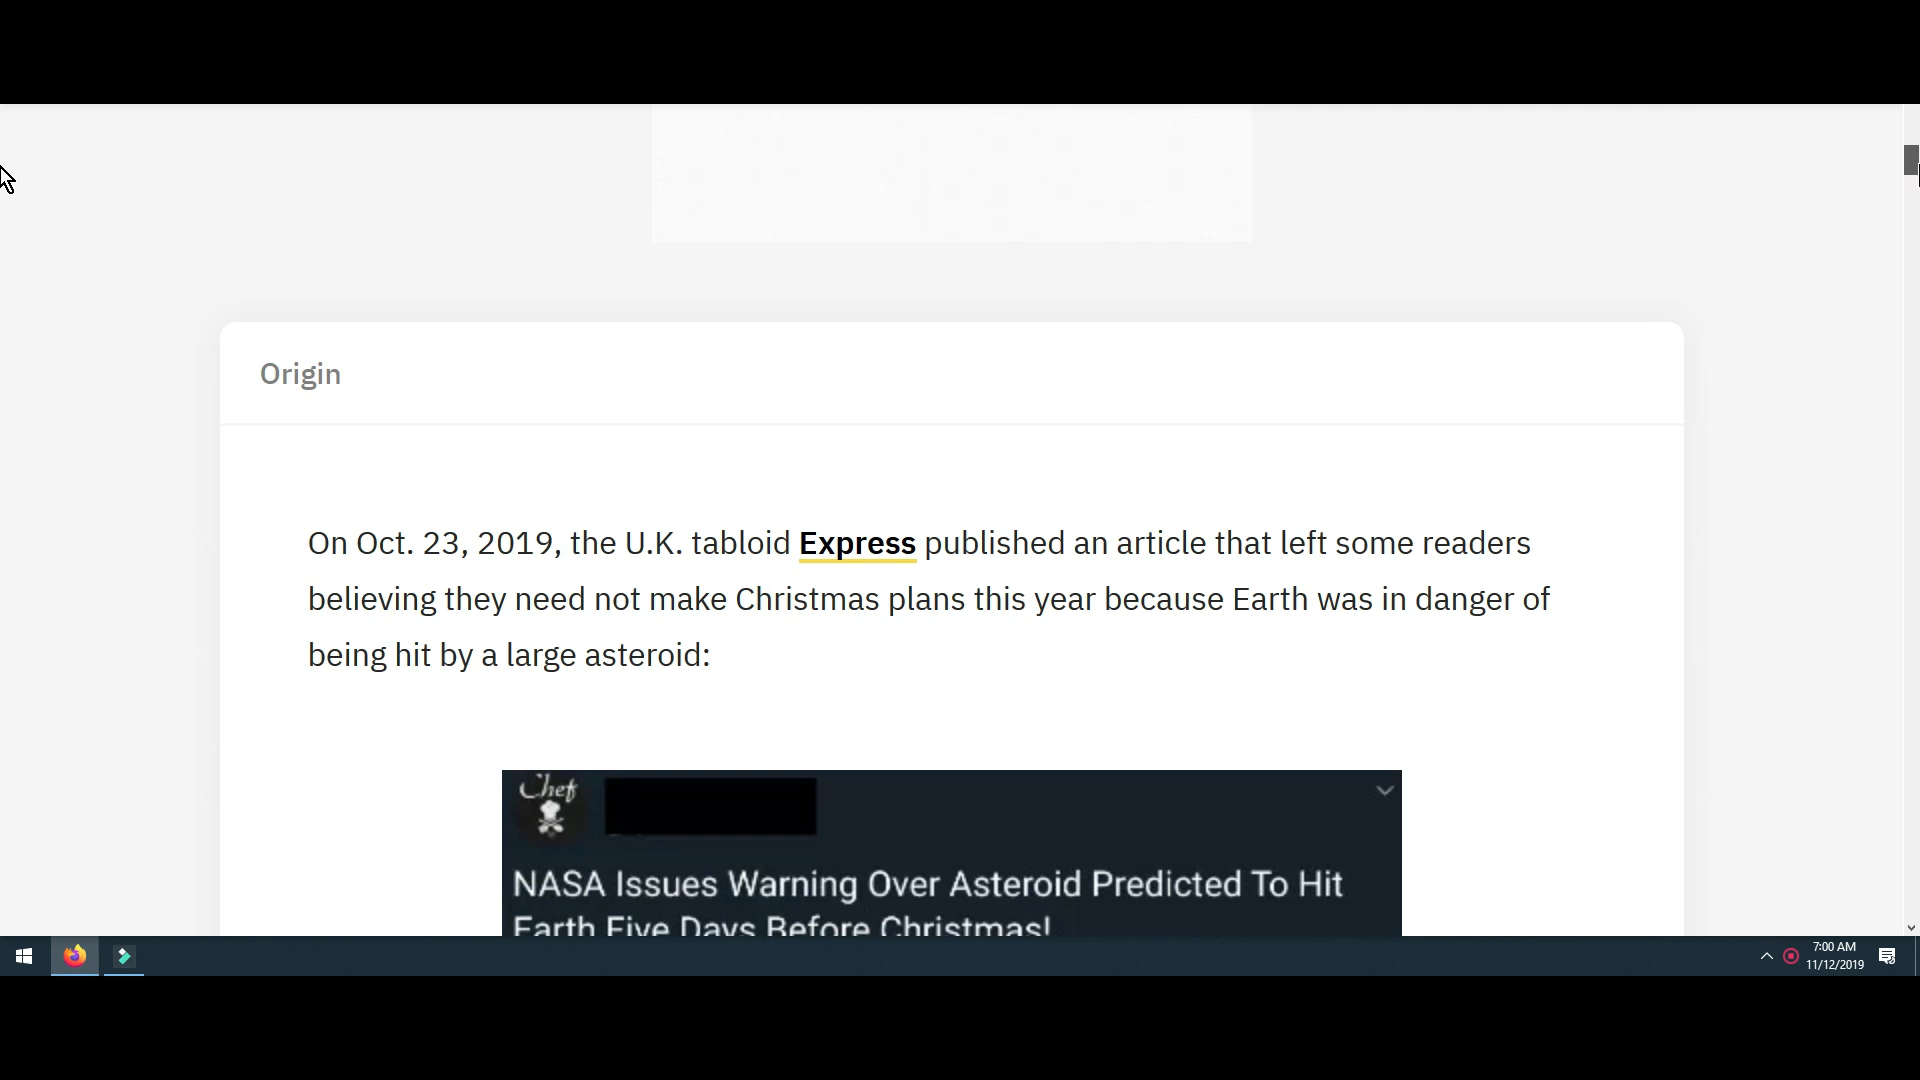 Origin
On Oct. 23, 2019, the U.K. tabloid Express published an article that left some readers
believing they need not make Christmas plans this year because Earth was in danger of
being hit by a large asteroid:
Chef
NASA Issues Warning Over Asteroid Predicted To Hit
Earth Five Days Before Christmas!
7:00 AM
11/12/2019